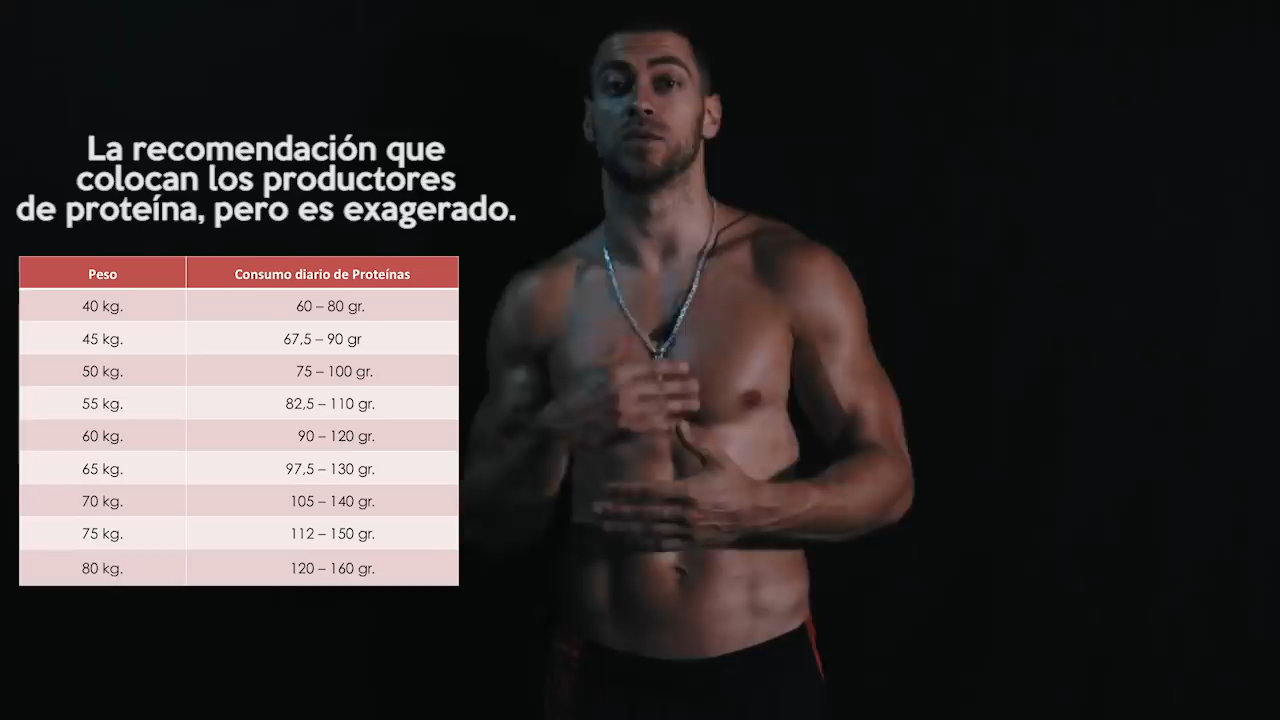 La recomendación que
colocan los productores
de proteína, pero es exagerado.
Peso Consumo diario de Proteínas
40 kg. 60 – 80 gr.
45 kg. 67,5 – 90 gr
50 kg. 75 – 100 gr.
55 kg. 82,5 – 110 gr.
60 kg. 90 – 120 gr.
65 kg. 97,5 – 130 gr.
70 kg. 105 – 140 gr.
75 kg. 112 – 150 gr.
80 kg. 120 – 160 gr.